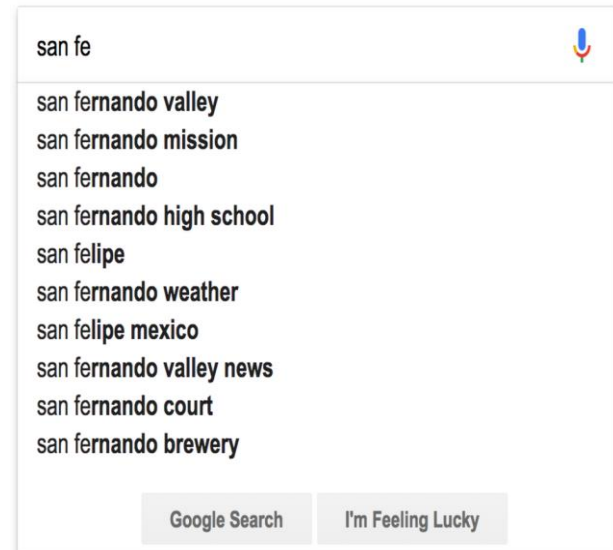 san fe
san fernando valley
san fernando mission
san fernando
san fernando high school
san felipe
san fernando weather
san felipe mexico
san fernando valley news
san fernando court
san fernando brewery
Google Search I'm Feeling Lucky